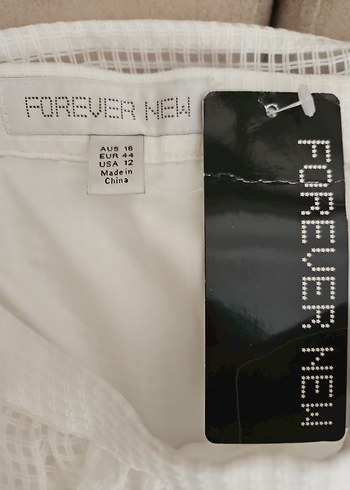 FOREVER NEW
AUS 16
EUR 44
USA 12
Made in
China
FOREVER NEW